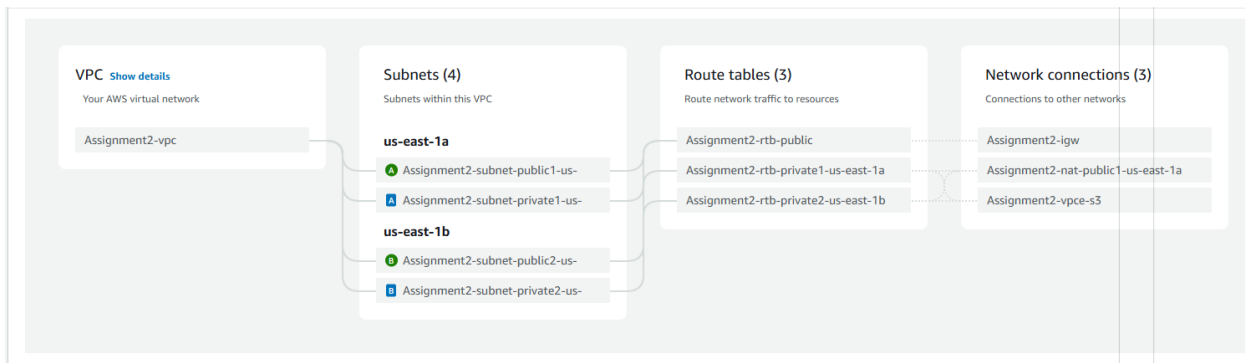 VPC Show details
Your AWS virtual network
Assignment2-vpc
Subnets (4)
Subnets within this VPC
us-east-1a
A Assignment2-subnet-public1-us-
A Assignment2-subnet-private1-us-
us-east-1b
B Assignment2-subnet-public2-us-
B Assignment2-subnet-private2-us-
Route tables (3)
Route network traffic to resources
Assignment2-rtb-public
Assignment2-rtb-private1-us-east-1a
Assignment2-rtb-private2-us-east-1b
Network connections (3)
Connections to other networks
Assignment2-igw
Assignment2-nat-public1-us-east-1a
Assignment2-vpce-s3